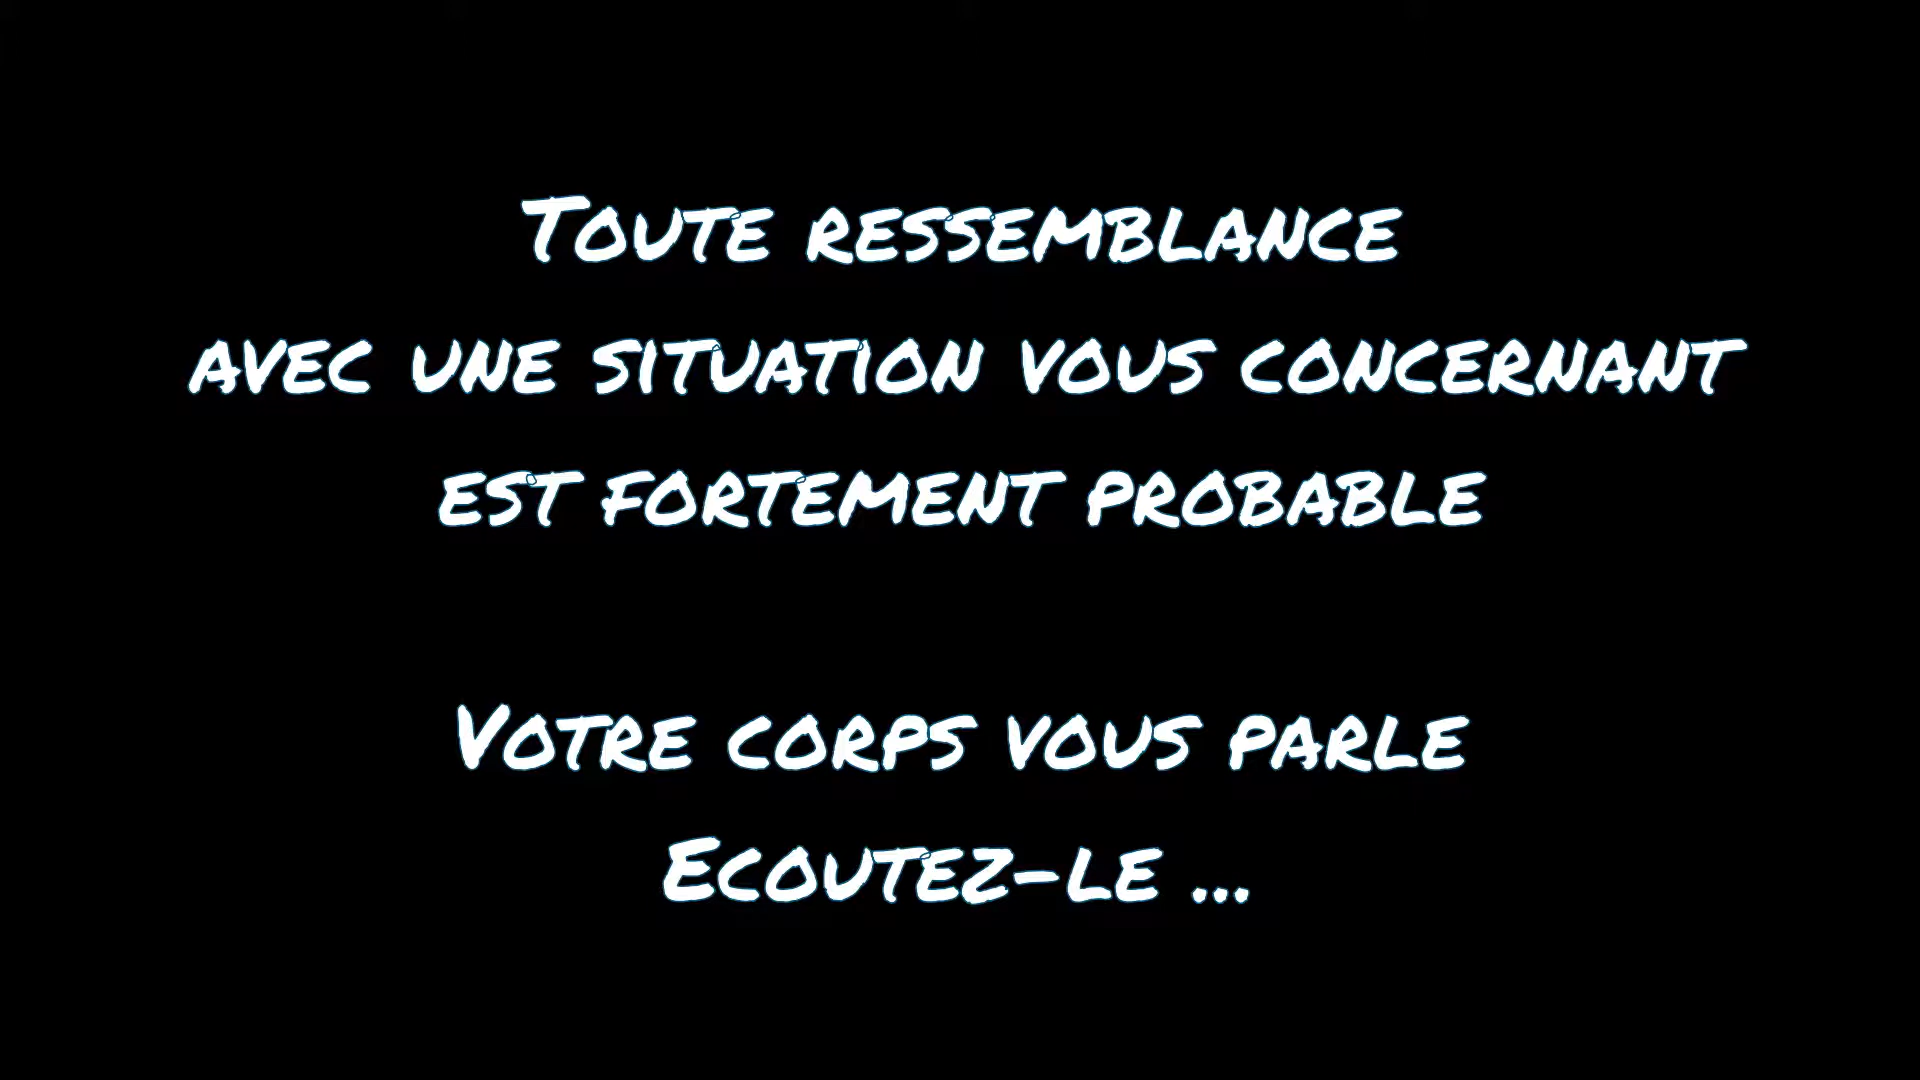 Toute ressemblance
avec une situation vous concernant
est fortement probable
Votre corps vous parle
Ecoutez-le ...